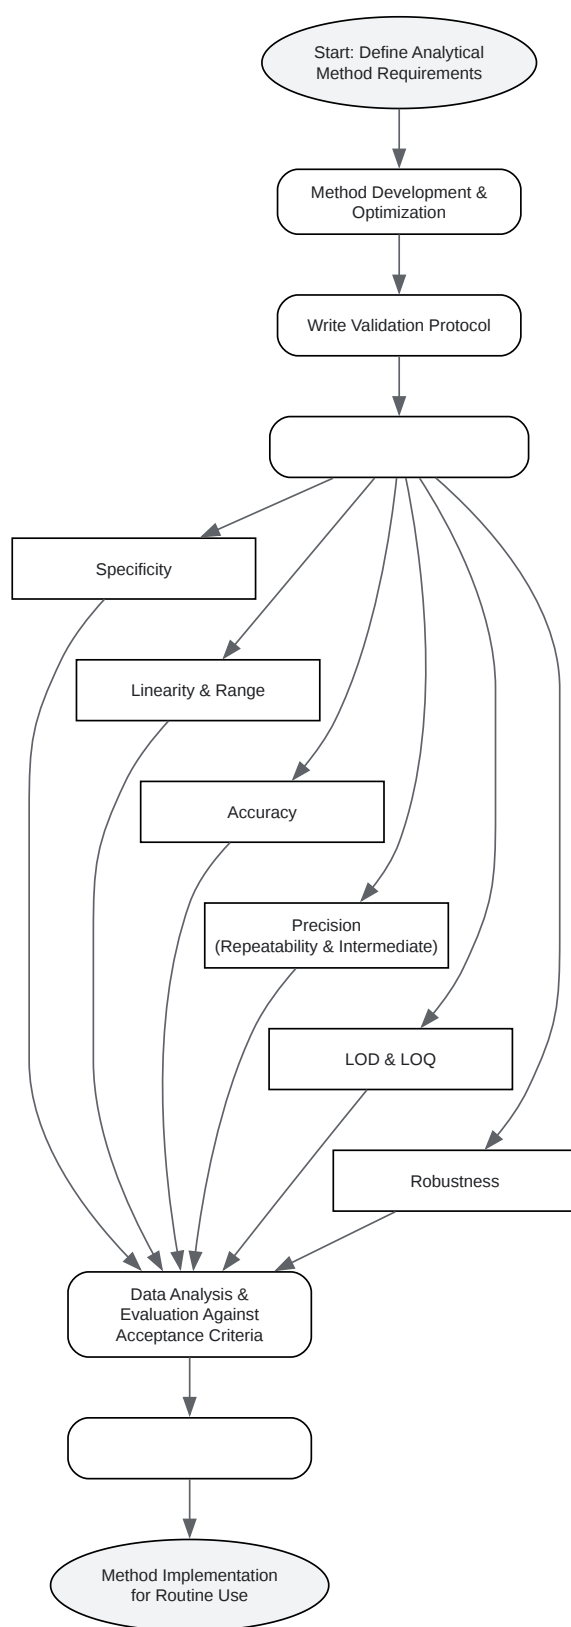 Start: Define Analytical
Method Requirements
Method Development &
Optimization
Write Validation Protocol
Specificity
Linearity & Range
Accuracy
Precision
(Repeatability & Intermediate)
LOD & LOQ
Robustness
Data Analysis &
Evaluation Against
Acceptance Criteria
Method Implementation
for Routine Use